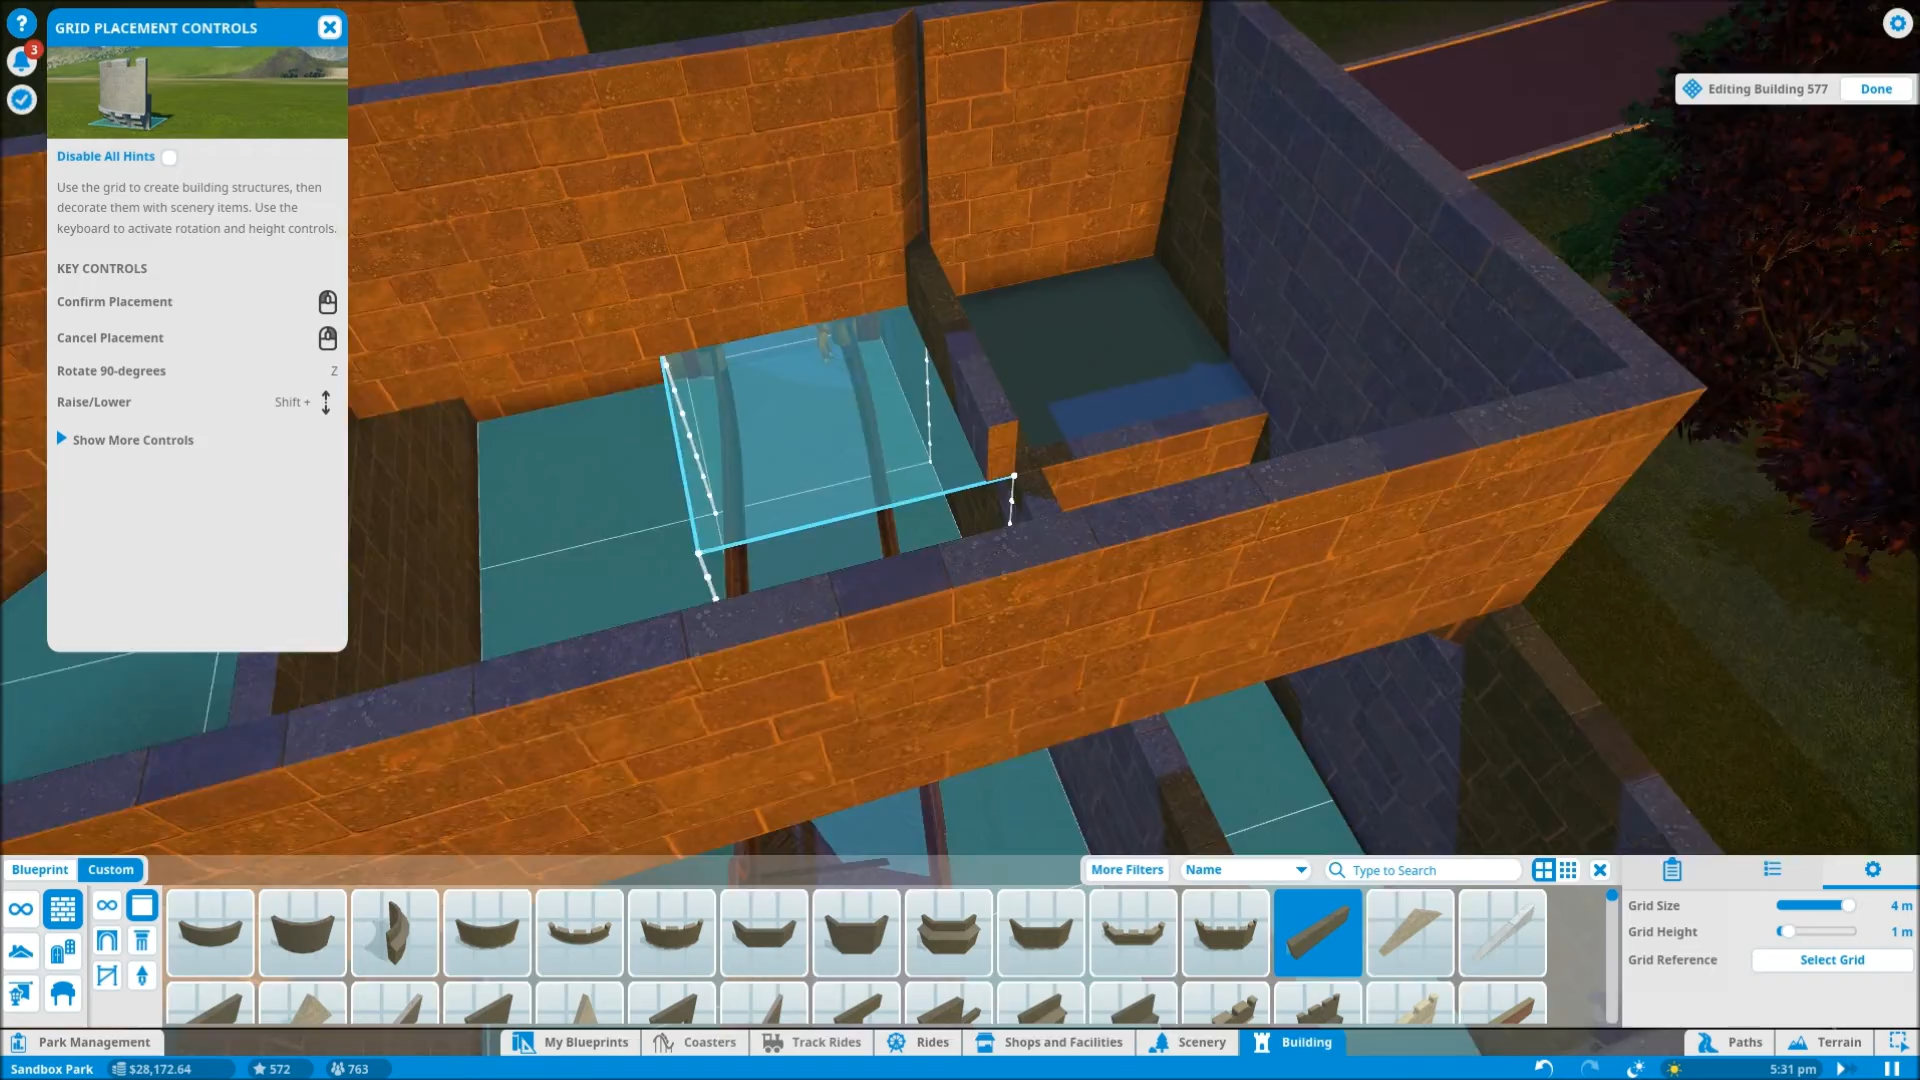 GRID PLACEMENT CONTROLS
?
3
Disable All Hints
Use the grid to create building structures, then
decorate them with scenery items. Use the
keyboard to activate rotation and height controls.
KEY CONTROLS
Confirm Placement
Cancel Placement
Rotate 90-degrees Z
Raise/Lower Shift +
Show More Controls
Editing Building 577 Done
Blueprint Custom
More Filters Name Type to Search
Grid Size 4 m
Grid Height 1 m
Grid Reference Select Grid
Park Management My Blueprints Coasters Track Rides Rides Shops and Facilities Scenery Building Paths Terrain
Sandbox Park $28,172.64 572 763 5:31 pm